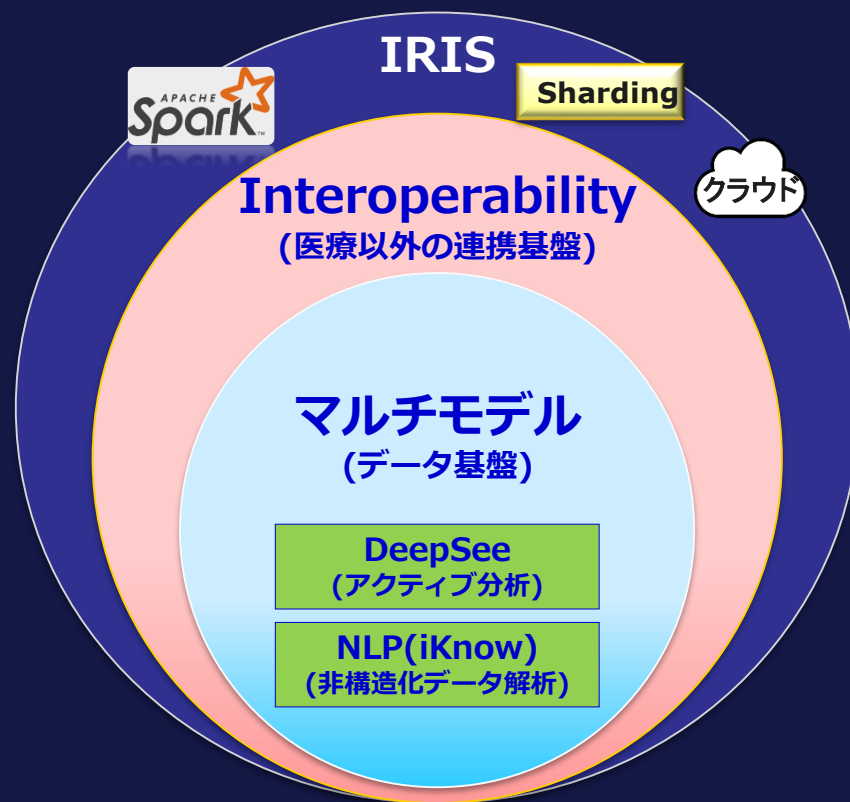 IRIS
APACHE
Spark™
Sharding
クラウド
Interoperability
(医療以外の連携基盤)
マルチモデル
(データ基盤)
DeepSee
(アクティブ分析)
NLP(iKnow)
(非構造化データ解析)